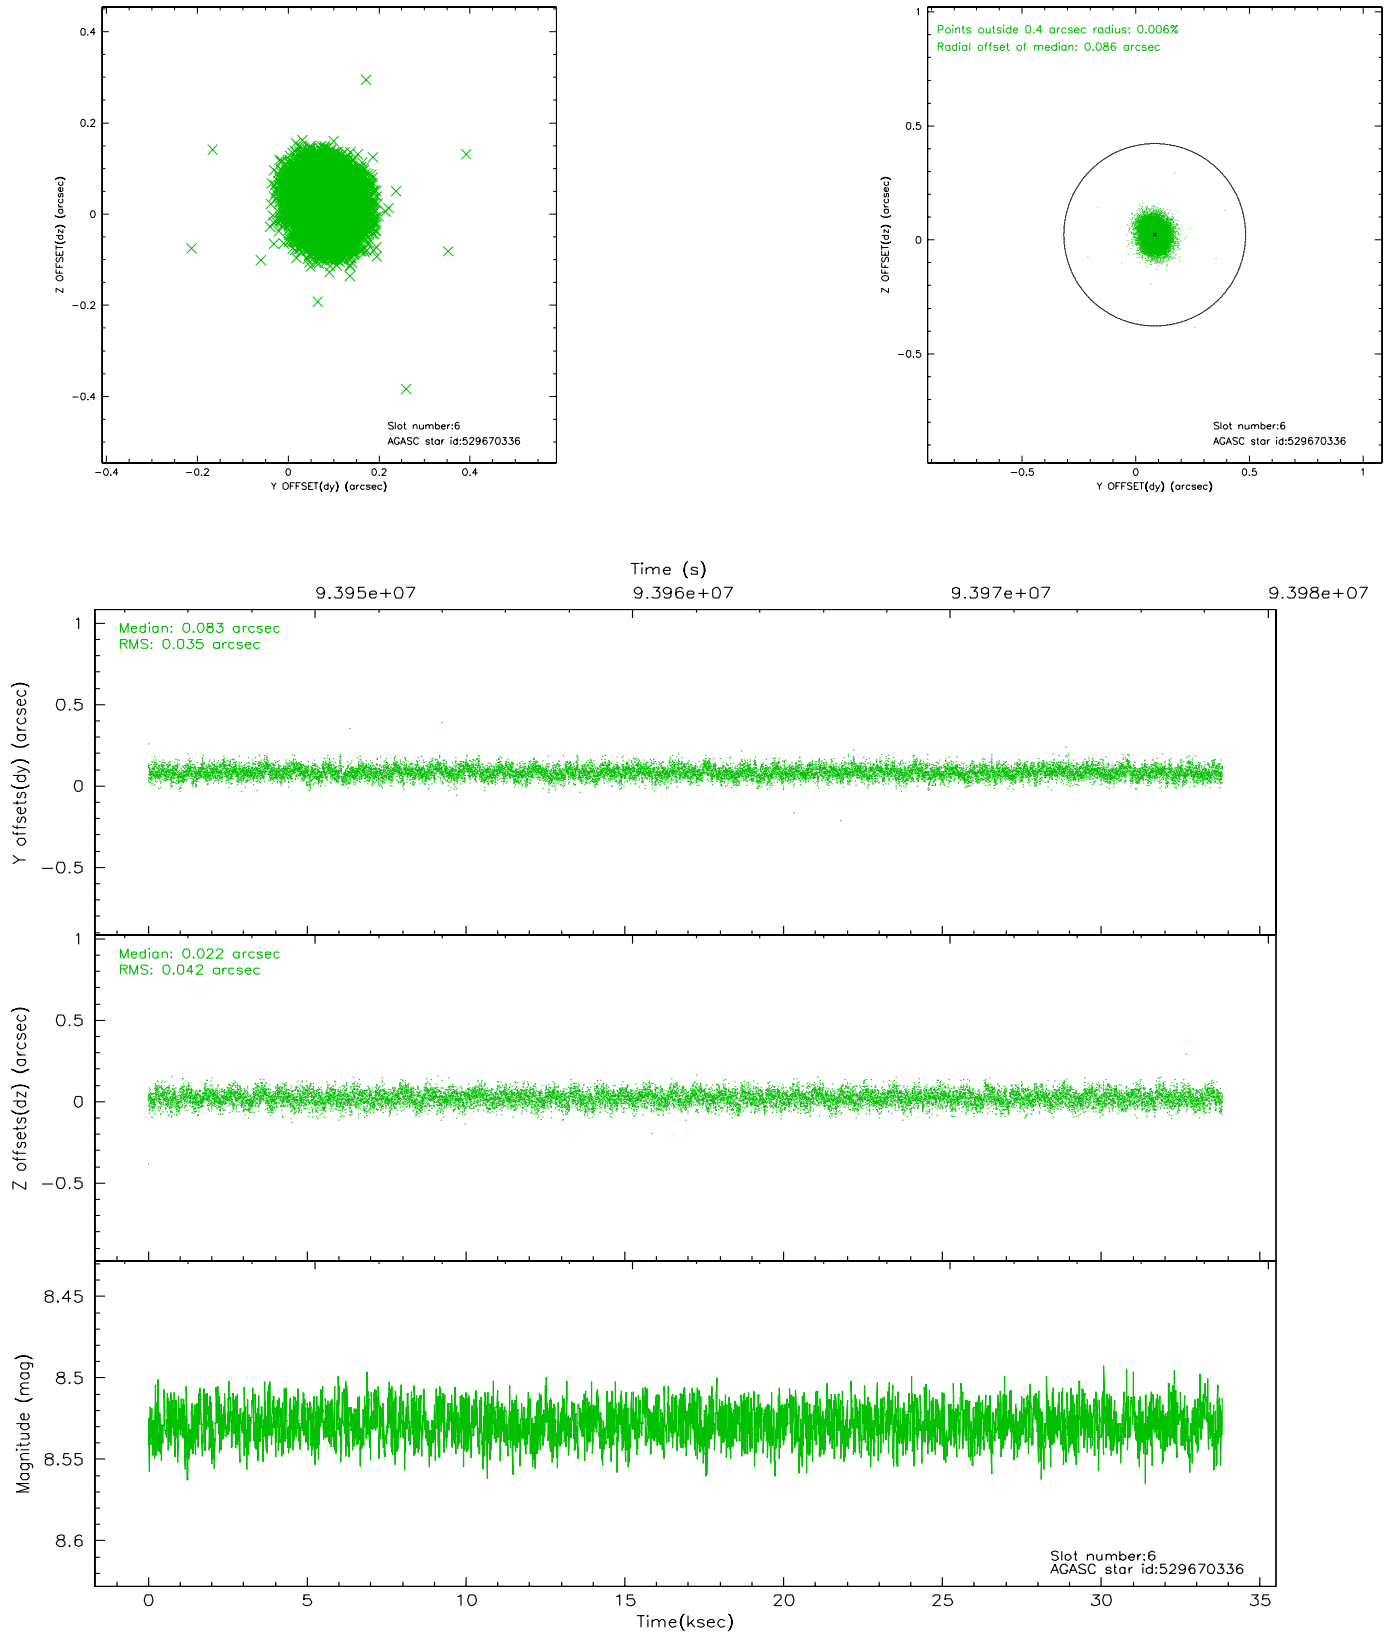 0.4
0.2
0
−0.2
−0.4
Z OFFSET(dz) (arcsec)
Slot number:6
AGASC star id:529670336
−0.4 −0.2 0 0.2 0.4
Y OFFSET(dy) (arcsec)
1
Points outside 0.4 arcsec radius: 0.006%
Radial offset of median: 0.086 arcsec
0.5
0
−0.5
Z OFFSET(dz) (arcsec)
Slot number:6
AGASC star id:529670336
−0.5 0 0.5 1
Y OFFSET(dy) (arcsec)
Time (s)
9.395e+07 9.396e+07 9.397e+07 9.398e+07
Median: 0.083 arcsec
RMS: 0.035 arcsec
1
0.5
0
−0.5
Y offsets(dy) (arcsec)
Median: 0.022 arcsec
RMS: 0.042 arcsec
1
0.5
0
−0.5
Z offsets(dz) (arcsec)
8.45
8.5
8.55
8.6
Magnitude (mag)
Slot number:6
AGASC star id:529670336
0 5 10 15 20 25 30 35
Time(ksec)